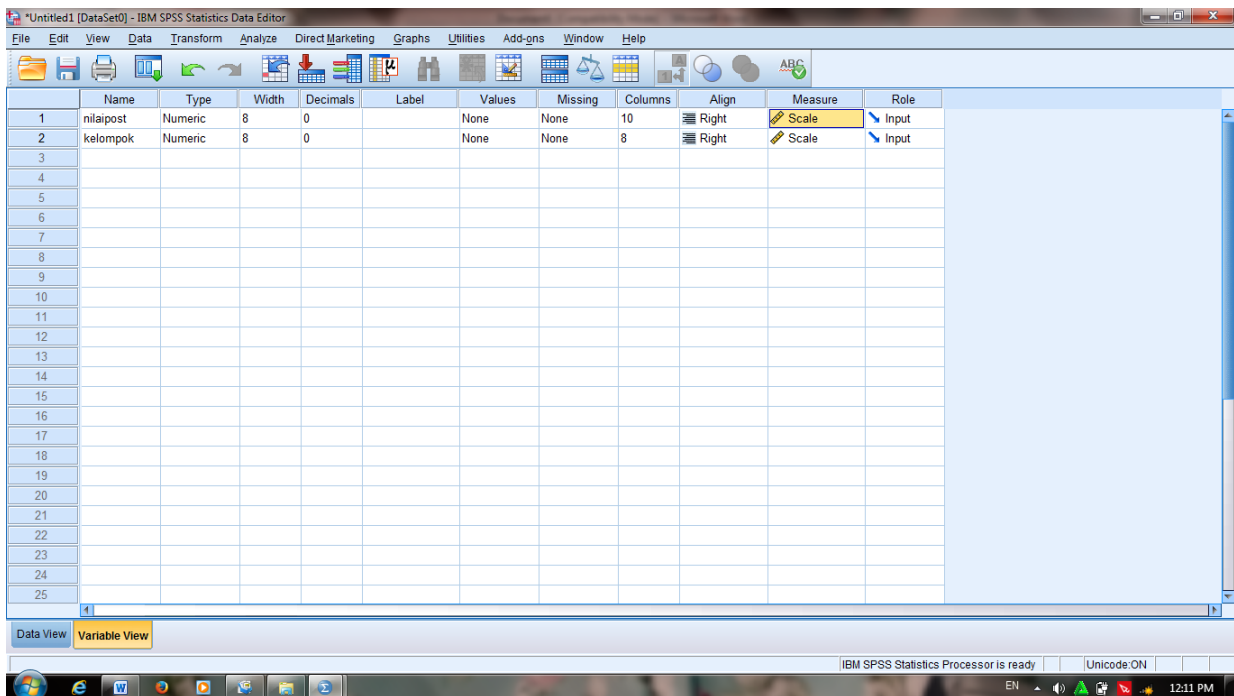 *Untitled1 [DataSet0] - IBM SPSS Statistics Data Editor
File Edit View Data Transform Analyze Direct Marketing Graphs Utilities Add-ons Window Help
Name Type Width Decimals Label Values Missing Columns Align Measure Role
1 nilaipost Numeric 8 0 None None 10 Right Scale Input
2 kelompok Numeric 8 0 None None 8 Right Scale Input
3
4
5
6
7
8
9
10
11
12
13
14
15
16
17
18
19
20
21
22
23
24
25
Data View Variable View
IBM SPSS Statistics Processor is ready Unicode:ON
EN 12:11 PM